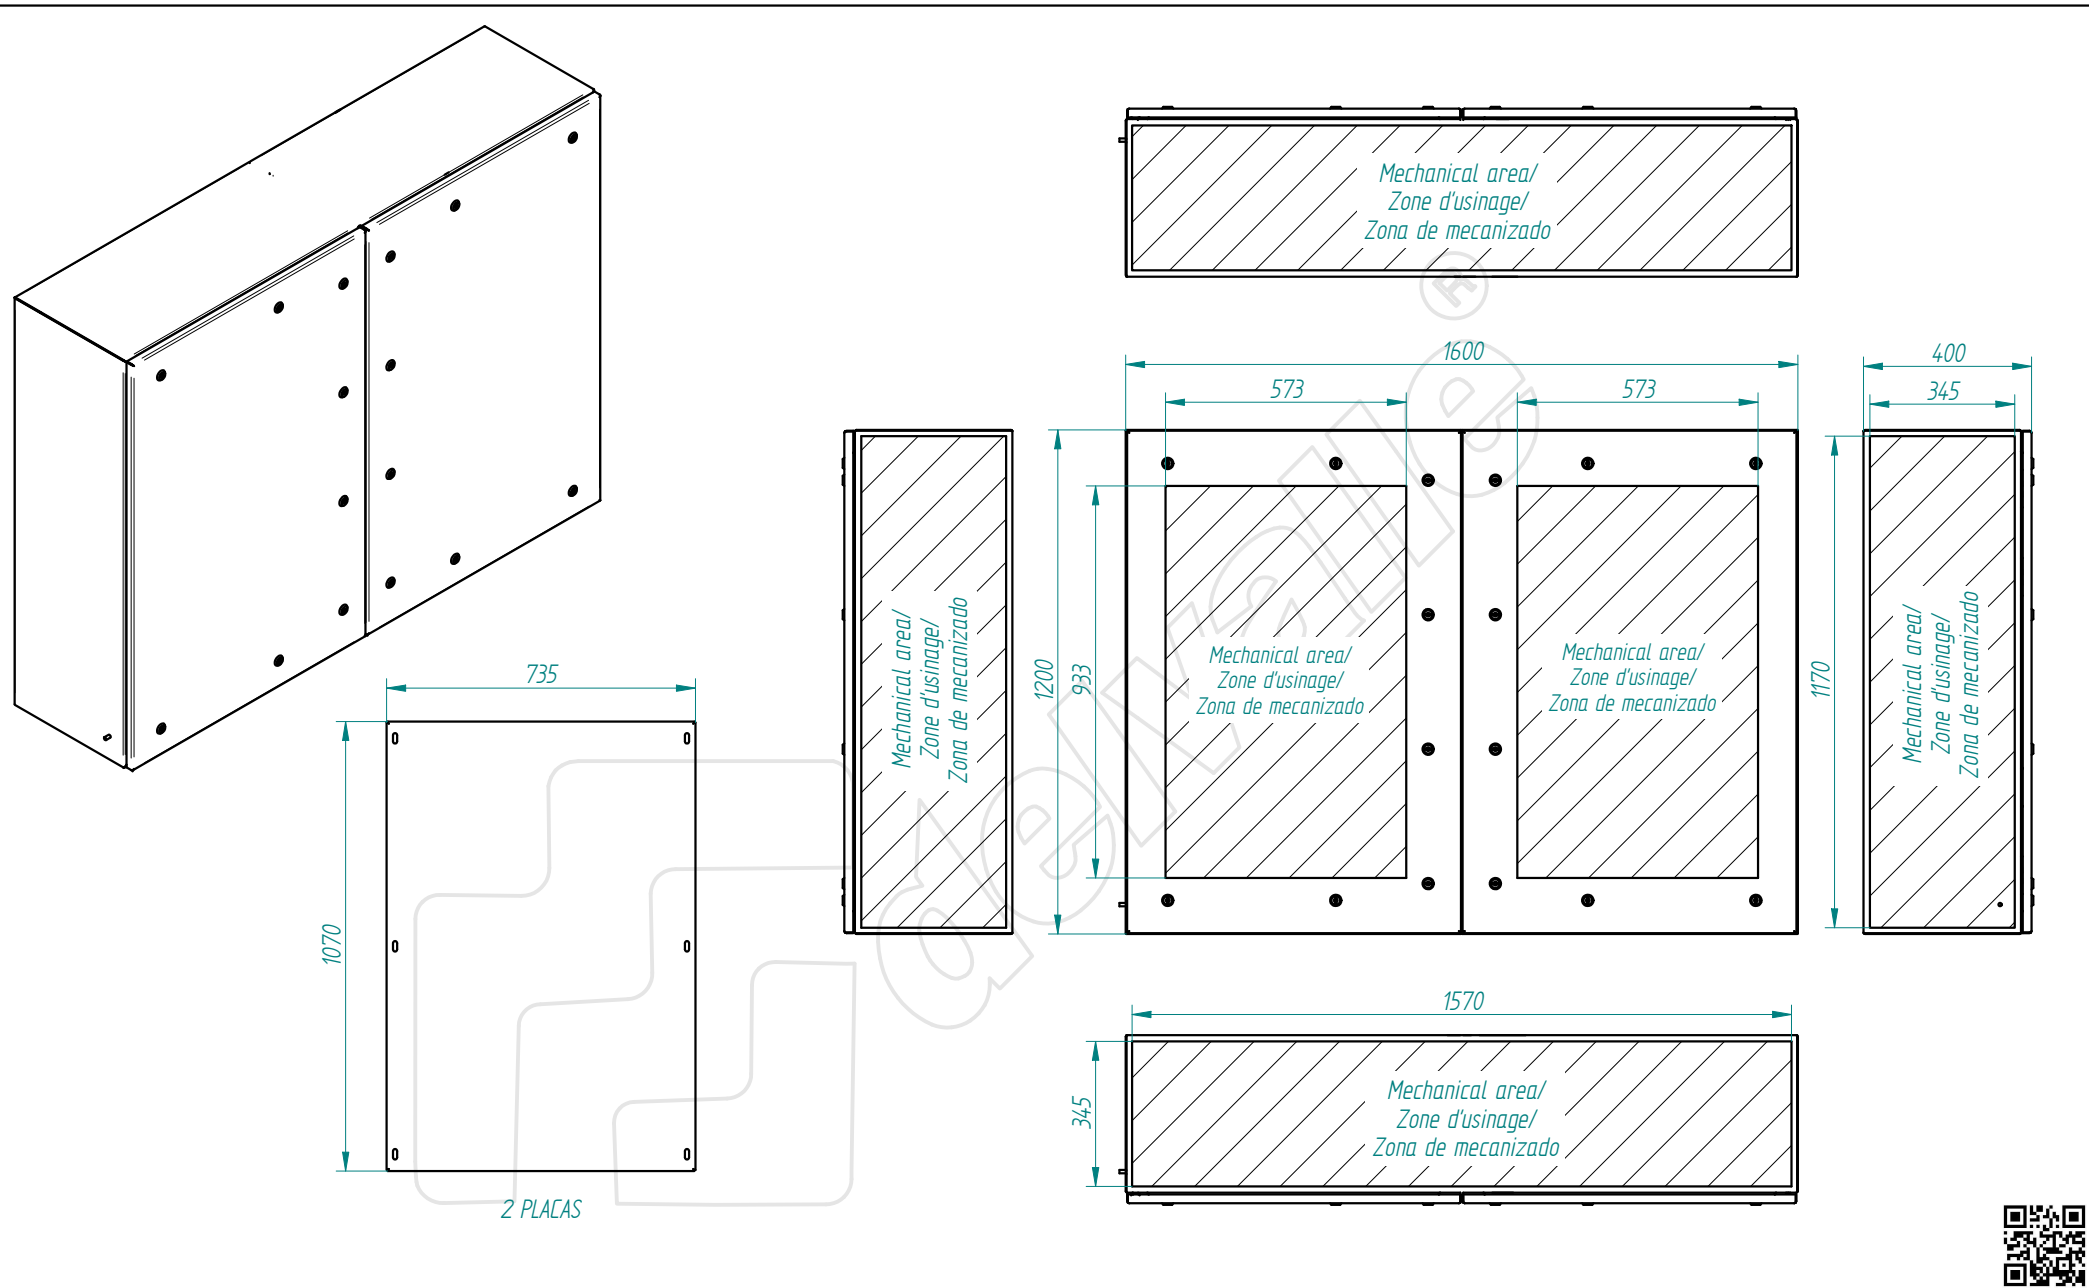 Mechanical area/
Zone d'usinage/
Zona de mecanizado
®
1600
573
573
400
345
Mechanical area/
Zone d'usinage/
Zona de mecanizado
1200
933
Mechanical area/
Zone d'usinage/
Zona de mecanizado
Mechanical area/
Zone d'usinage/
Zona de mecanizado
1170
Mechanical area/
Zone d'usinage/
Zona de mecanizado
735
1070
2 PLACAS
delvalle
1570
345
Mechanical area/
Zone d'usinage/
Zona de mecanizado